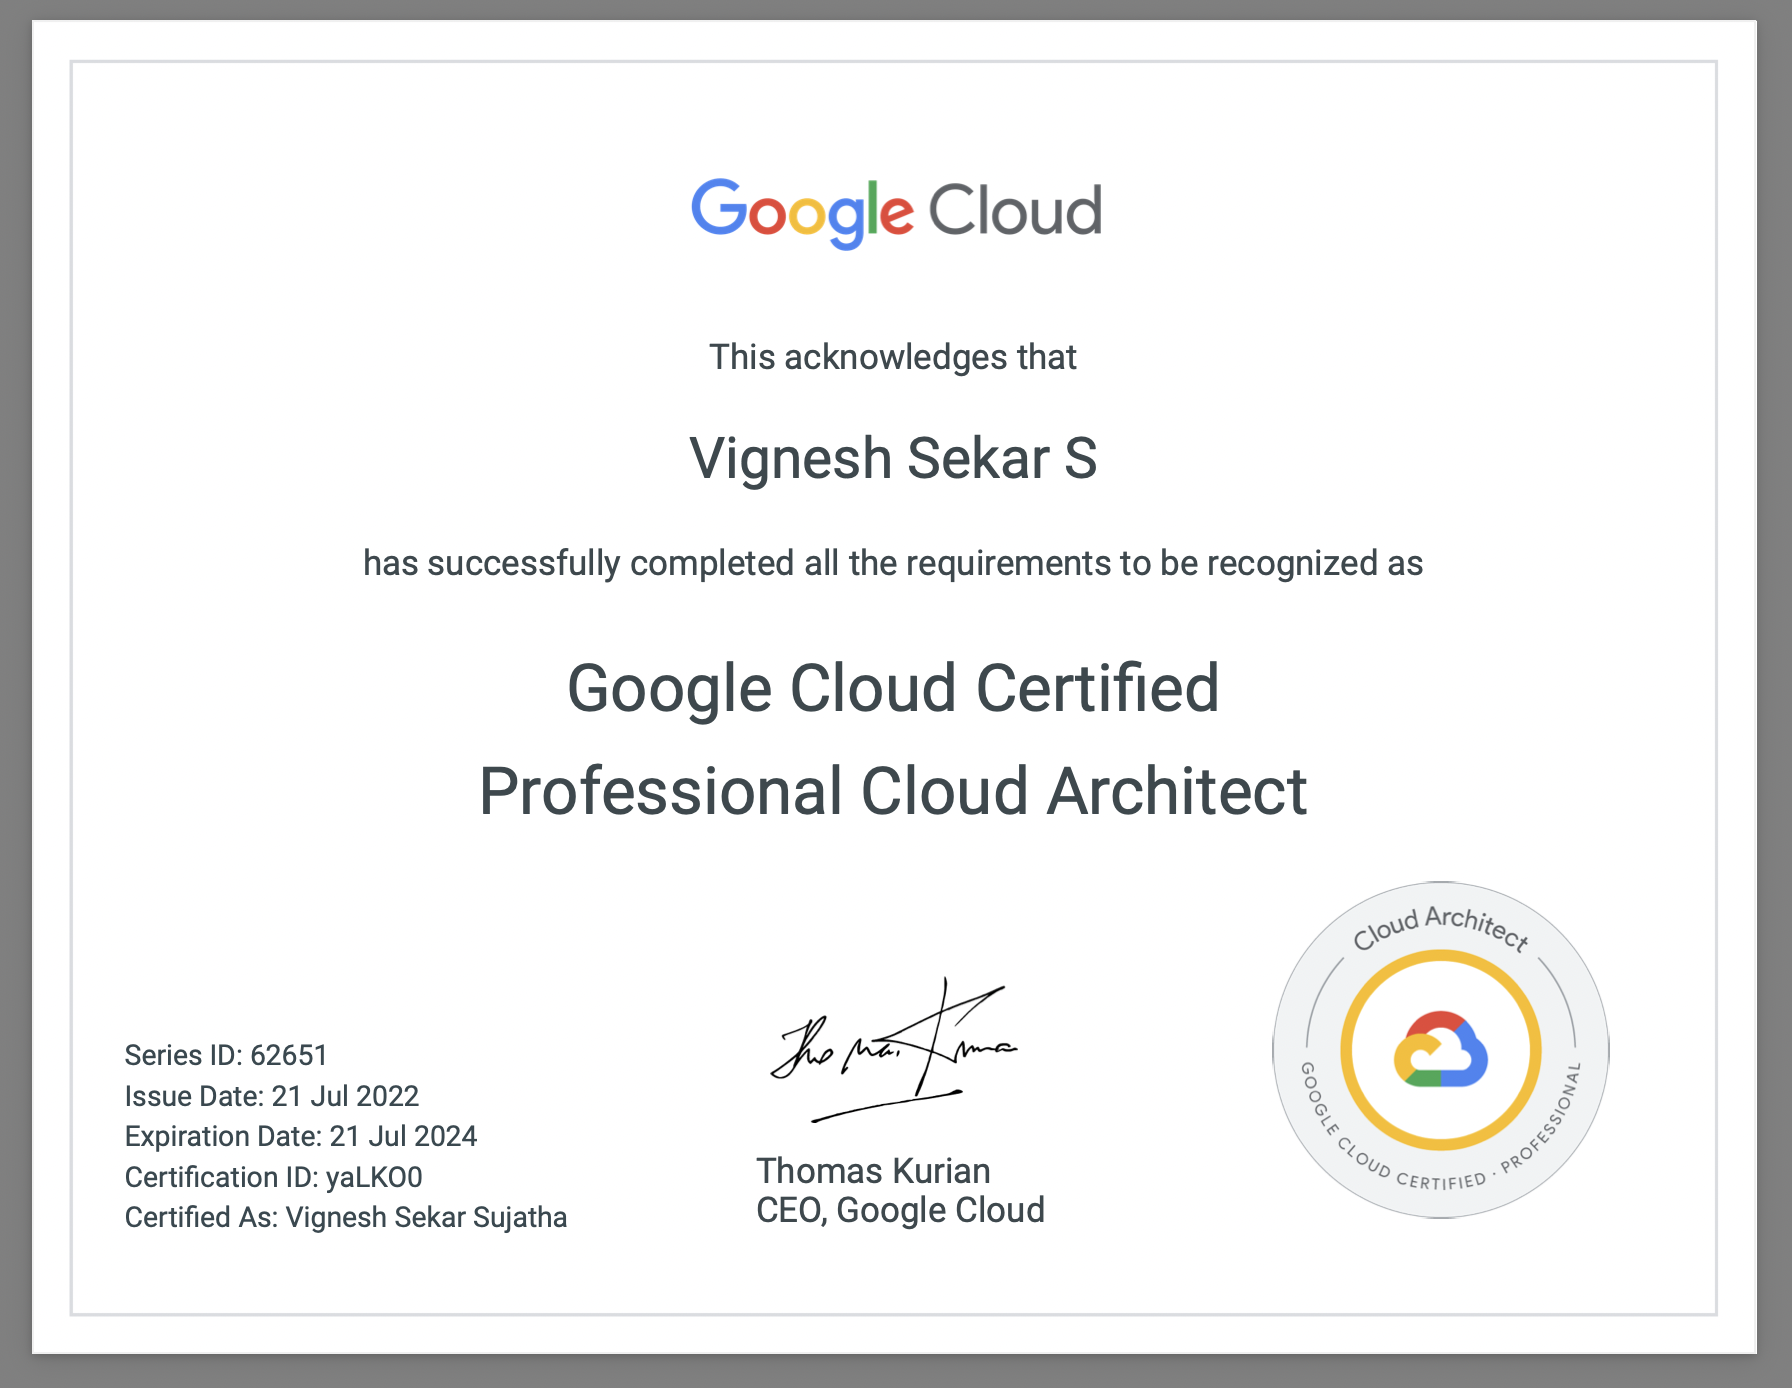 Google Cloud
This acknowledges that
Vignesh Sekar S
has successfully completed all the requirements to be recognized as
Google Cloud Certified
Professional Cloud Architect
Series ID: 62651
Issue Date: 21 Jul 2022
Expiration Date: 21 Jul 2024
Certification ID: yaLKO0
Certified As: Vignesh Sekar Sujatha
Thomas Kurian
Thomas Kurian
CEO, Google Cloud
Cloud Architect
GOOGLE CLOUD CERTIFIED · PROFESSIONAL